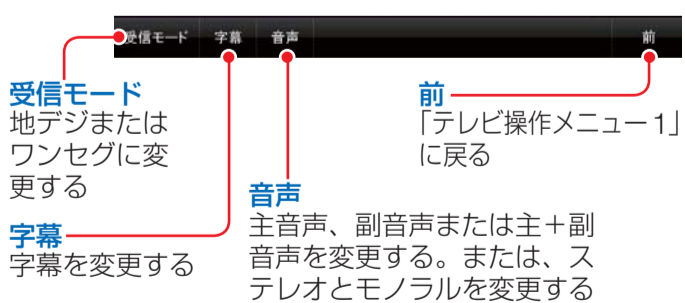 受信モード 字幕 音声 前
受信モード
地デジまたは
ワンセグに変
更する
字幕
字幕を変更する
音声
主音声、副音声または主＋副
音声を変更する。または、ス
テレオとモノラルを変更する
前
「テレビ操作メニュー1」
に戻る